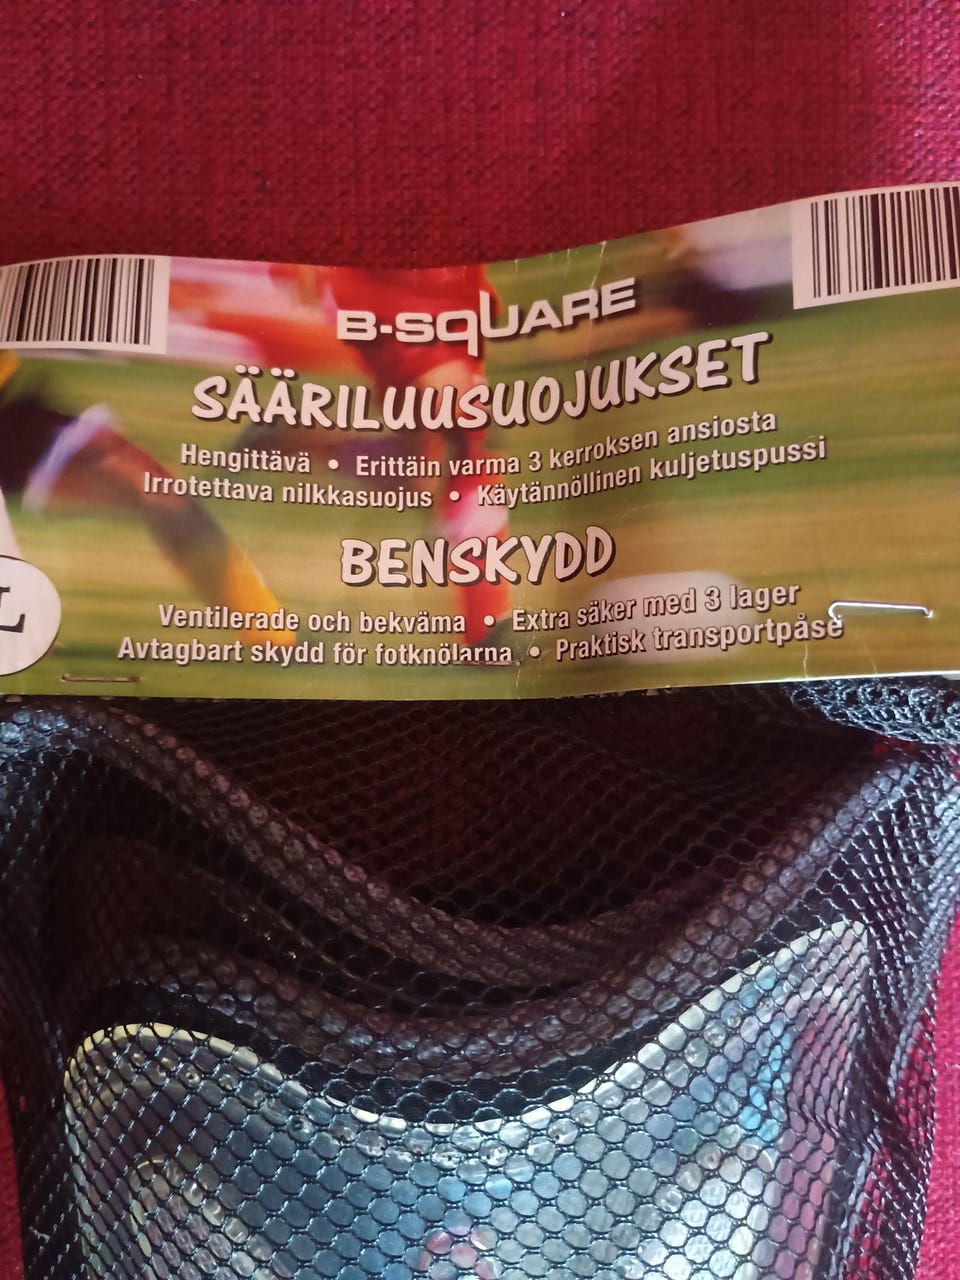 B-SQUARE
SÄÄRILUUSUOJUKSET
Hengittävä • Erittäin varma 3 kerroksen ansiosta
Irrotettava nilkkasuojus • Käytännöllinen kuljetuspussi
BENSKYDD
Ventilerade och bekväma • Extra säker med 3 lager
Avtagbart skydd för fotknölarna • Praktisk transportpåse
L